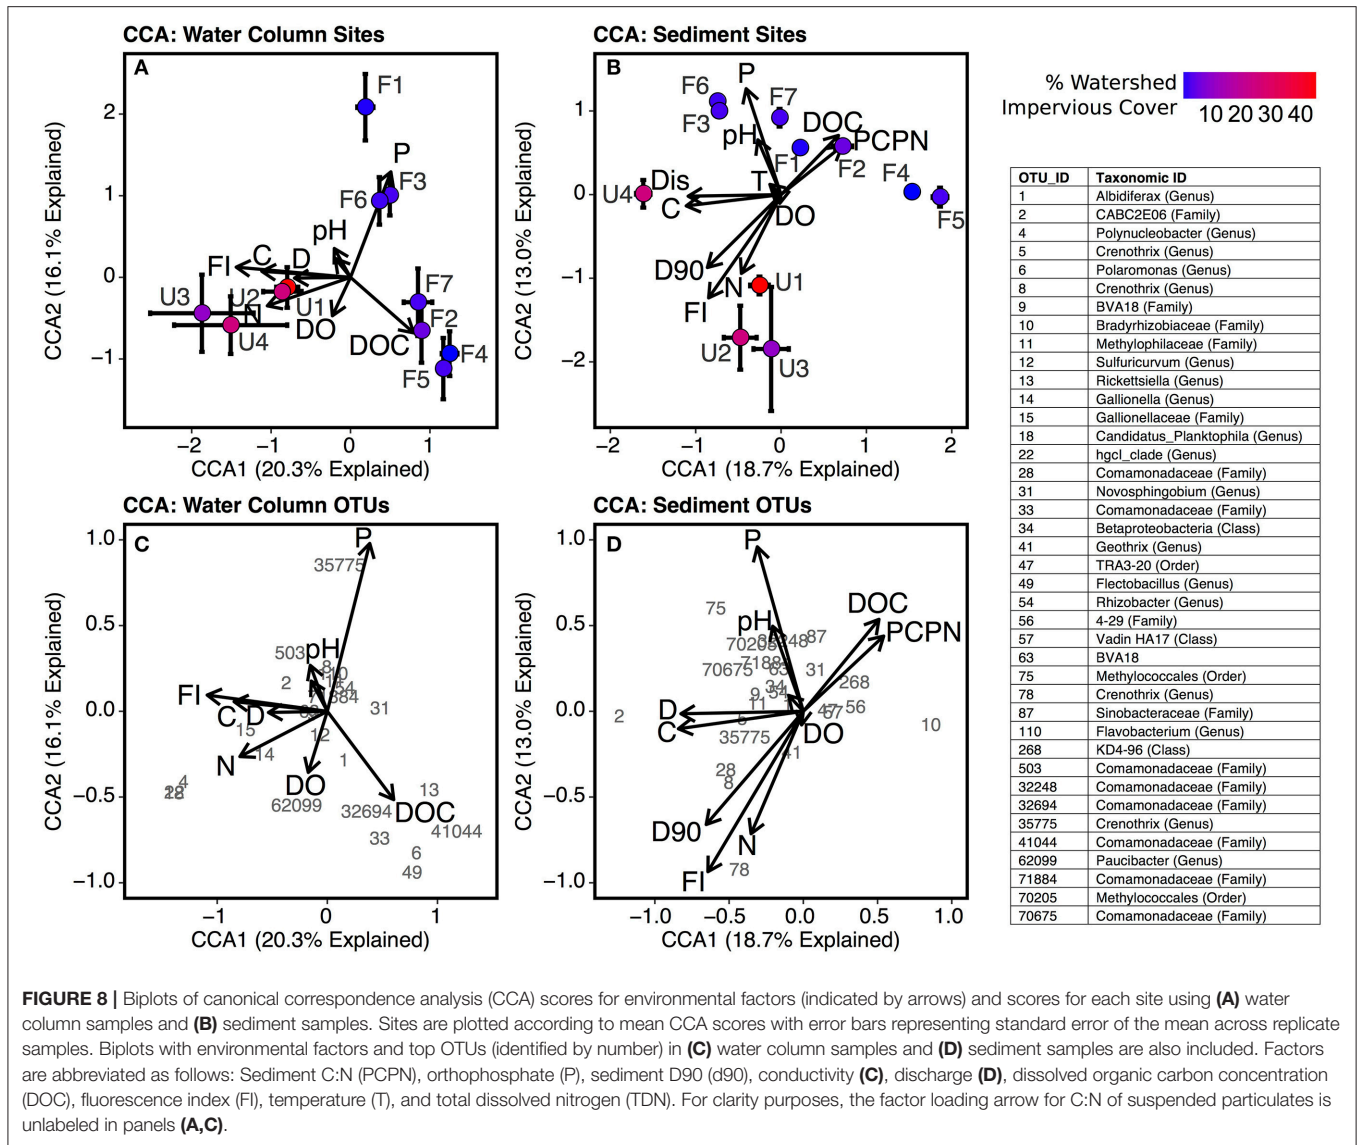 CCA: Water Column Sites
A
F1
P
F3
F6
pH
FI
C
D
U3
U2
U1
N
U4
DO
F7
F2
DOC
F4
F5
2
1
0
−1
−2
−1
0
1
CCA2 (16.1% Explained)
CCA1 (20.3% Explained)
CCA: Sediment Sites
B
P
F6
F3
F7
pH
DOC
PCPN
F1
F2
F4
F5
T
Dis
U4
C
DO
D90
N
FI
U1
U2
U3
1
0
−1
−2
−2
−1
0
1
2
CCA2 (13.0% Explained)
CCA1 (18.7% Explained)
% Watershed
Impervious Cover
10 20 30 40
CCA: Water Column OTUs
C
P
35775
503
pH
8
10
2
54
31
FI
C
D
15
12
14
1
N
DO
4
62099
32694
13
DOC
41044
33
6
49
1.0
0.5
0.0
−0.5
−1.0
−1
0
1
CCA2 (16.1% Explained)
CCA1 (20.3% Explained)
CCA: Sediment OTUs
D
P
75
pH
DOC
PCPN
87
70675
31
268
34
9
11
56
2
D
C
10
DO
35775
41
28
8
D90
N
FI
78
1.0
0.5
0.0
−0.5
−1.0
−1.0
−0.5
0.0
0.5
1.0
CCA2 (13.0% Explained)
CCA1 (18.7% Explained)
OTU_ID Taxonomic ID
1 Albidiferax (Genus)
2 CABC2E06 (Family)
4 Polynucleobacter (Genus)
5 Crenothrix (Genus)
6 Polaromonas (Genus)
8 Crenothrix (Genus)
9 BVA18 (Family)
10 Bradyrhizobiaceae (Family)
11 Methylophilaceae (Family)
12 Sulfuricurvum (Genus)
13 Rickettsiella (Genus)
14 Gallionella (Genus)
15 Gallionellaceae (Family)
18 Candidatus_Planktophila (Genus)
22 hgcI_clade (Genus)
28 Comamonadaceae (Family)
31 Novosphingobium (Genus)
33 Comamonadaceae (Family)
34 Betaproteobacteria (Class)
41 Geothrix (Genus)
47 TRA3-20 (Order)
49 Flectobacillus (Genus)
54 Rhizobacter (Genus)
56 4-29 (Family)
57 Vadin HA17 (Class)
63 BVA18
75 Methylococcales (Order)
78 Crenothrix (Genus)
87 Sinobacteraceae (Family)
110 Flavobacterium (Genus)
268 KD4-96 (Class)
503 Comamonadaceae (Family)
32248 Comamonadaceae (Family)
32694 Comamonadaceae (Family)
35775 Crenothrix (Genus)
41044 Comamonadaceae (Family)
62099 Paucibacter (Genus)
71884 Comamonadaceae (Family)
70205 Methylococcales (Order)
70675 Comamonadaceae (Family)
FIGURE 8 | Biplots of canonical correspondence analysis (CCA) scores for environmental factors (indicated by arrows) and scores for each site using (A) water
column samples and (B) sediment samples. Sites are plotted according to mean CCA scores with error bars representing standard error of the mean across replicate
samples. Biplots with environmental factors and top OTUs (identified by number) in (C) water column samples and (D) sediment samples are also included. Factors
are abbreviated as follows: Sediment C:N (PCPN), orthophosphate (P), sediment D90 (d90), conductivity (C), discharge (D), dissolved organic carbon concentration
(DOC), fluorescence index (FI), temperature (T), and total dissolved nitrogen (TDN). For clarity purposes, the factor loading arrow for C:N of suspended particulates is
unlabeled in panels (A,C).